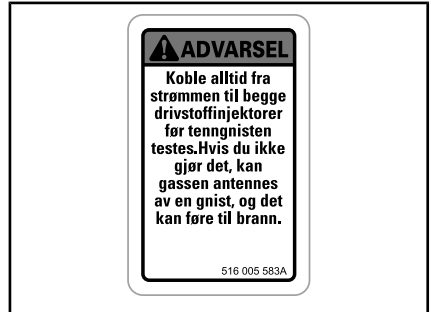 ADVARSEL
Koble alltid fra
strømmen til begge
drivstoffinjektorer
før tenngnisten
testes.Hvis du ikke
gjør det, kan
gassen antennes
av en gnist, og det
kan føre til brann.
516 005 583A